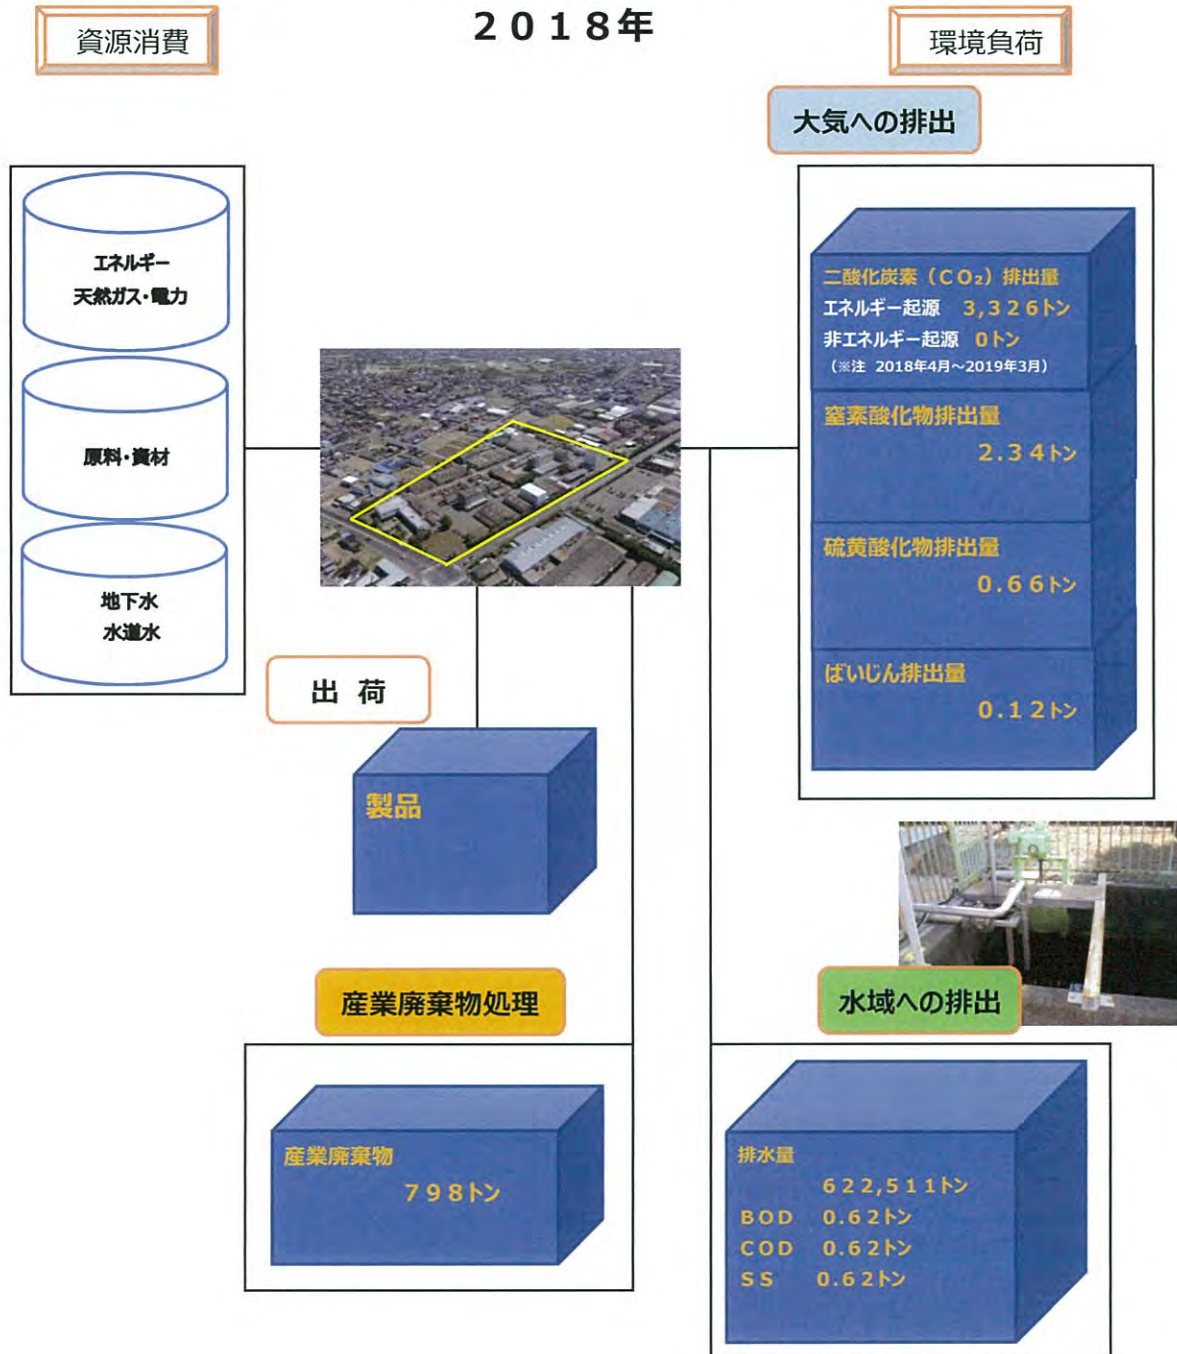 ２０１８年
資源消費
環境負荷
大気への排出
エネルギー
天然ガス・電力
原料・資材
地下水
水道水
二酸化炭素（ＣＯ₂）排出量
エネルギー起源　３,３２６トン
非エネルギー起源　０トン
（※注 2018年4月～2019年3月）
窒素酸化物排出量
２.３４トン
硫黄酸化物排出量
０.６６トン
ばいじん排出量
０.１２トン
出 荷
製品
産業廃棄物処理
産業廃棄物
７９８トン
水域への排出
排水量
６２２,５１１トン
ＢＯＤ　０.６２トン
ＣＯＤ　０.６２トン
ＳＳ　０.６２トン